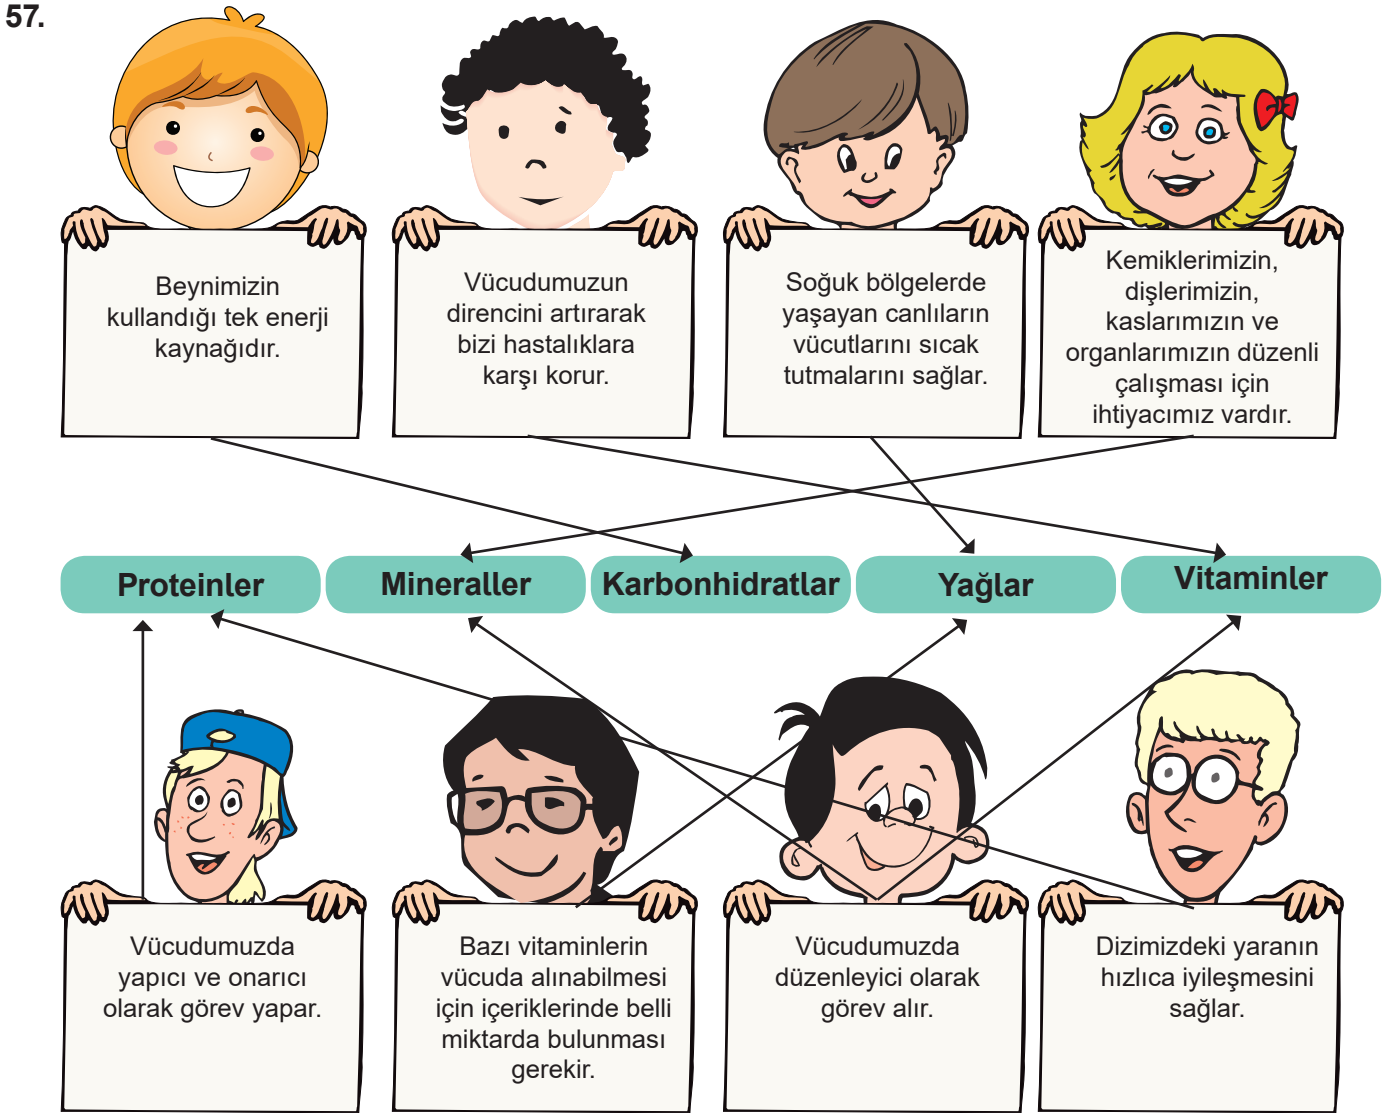 57.
Beynimizin
kullandığı tek enerji
kaynağıdır.
Vücudumuzun
direncini artırarak
bizi hastalıklara
karşı korur.
Soğuk bölgelerde
yaşayan canlıların
vücutlarını sıcak
tutmalarını sağlar.
Kemiklerimizin,
dişlerimizin,
kaslarımızın ve
organlarımızın düzenli
çalışması için
ihtiyacımız vardır.
Proteinler
Mineraller
Karbonhidratlar
Yağlar
Vitaminler
Vücudumuzda
yapıcı ve onarıcı
olarak görev yapar.
Bazı vitaminlerin
vücuda alınabilmesi
için içeriklerinde belli
miktarda bulunması
gerekir.
Vücudumuzda
düzenleyici olarak
görev alır.
Dizimizdeki yaranın
hızlıca iyileşmesini
sağlar.